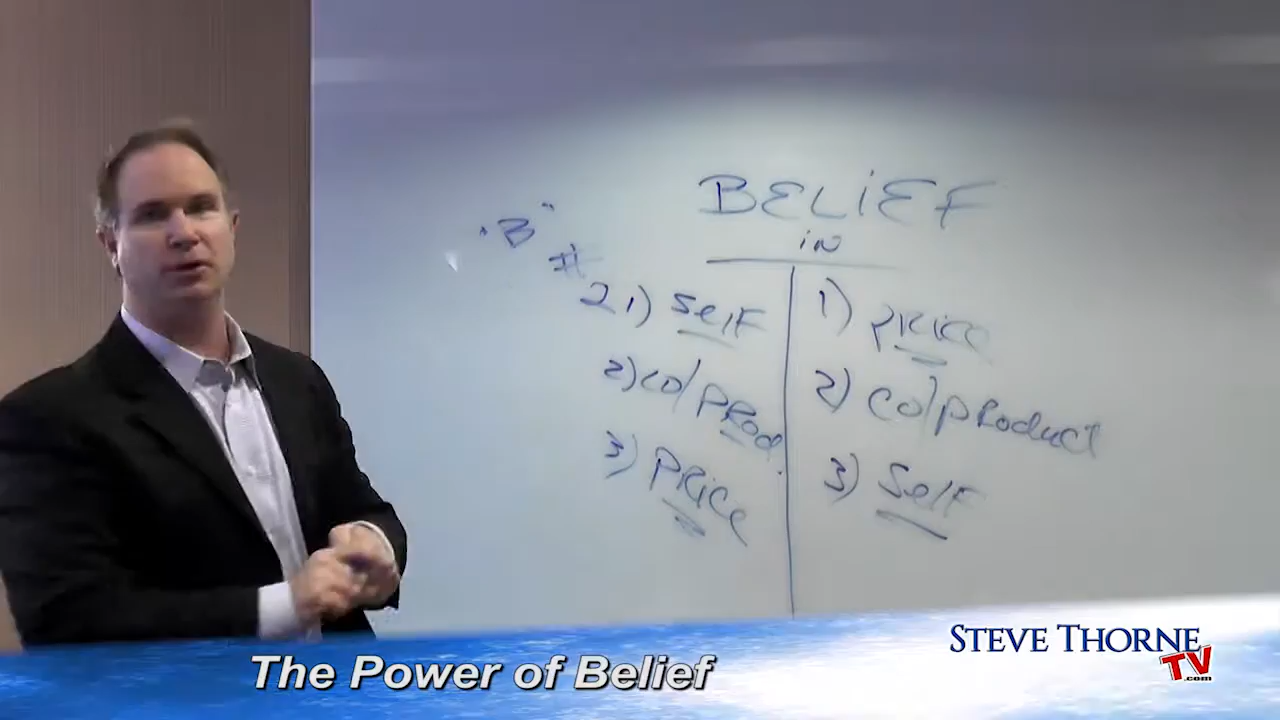 BELiEF
iN
"B"
#
2 1) Self
2) co/PRod.
3) PRiCe
1) PRiCe
2) Co/PRoduct
3) Self
The Power of Belief
STEVE THORNE
TV
.com